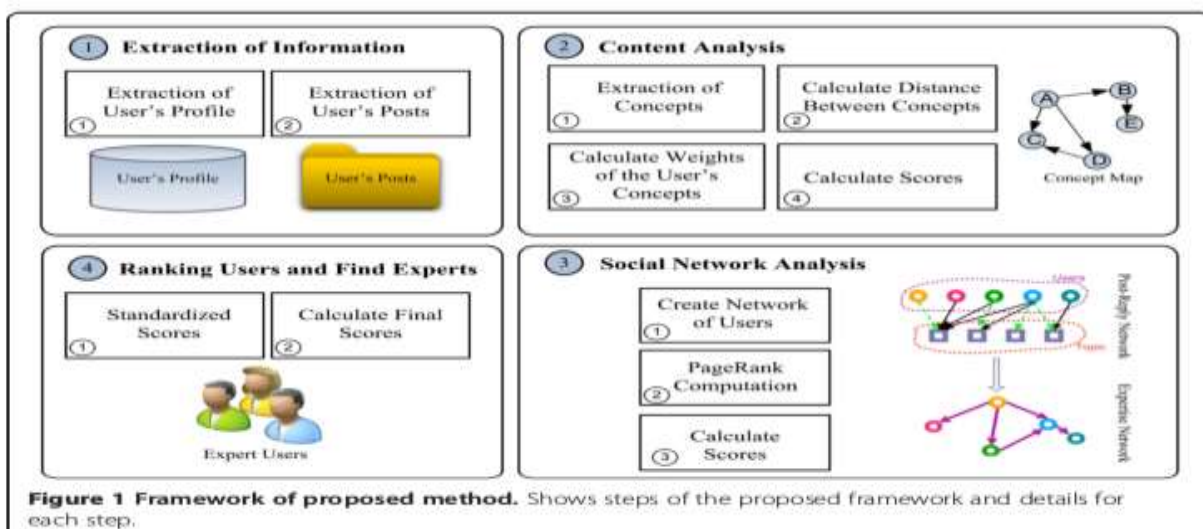 1 Extraction of Information
Extraction of
User's Profile
1
Extraction of
User's Posts
2
User's Profile
User's Posts
2 Content Analysis
Extraction of
Concepts
1
Calculate Distance
Between Concepts
2
Calculate Weights
of the User's
Concepts
3
Calculate Scores
4
A
B
E
C
D
Concept Map
4 Ranking Users and Find Experts
Standardized
Scores
1
Calculate Final
Scores
2
Expert Users
3 Social Network Analysis
Create Network
of Users
1
PageRank
Computation
2
Calculate
Scores
3
Users
Post-Reply Network
Expertise Network
Figure 1 Framework of proposed method. Shows steps of the proposed framework and details for
each step.